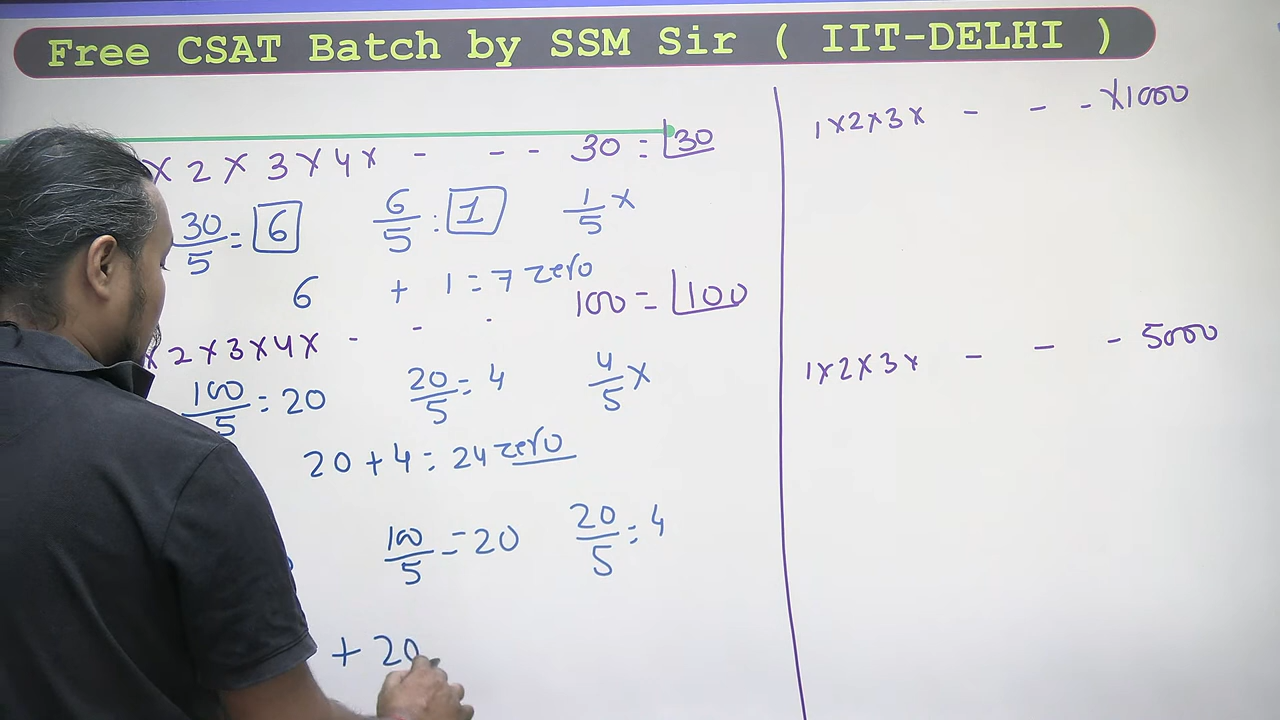 Free CSAT Batch by SSM Sir ( IIT-DELHI )
x 2 x 3 x 4 x - - - 30 = ⌊30
30/5 = 6 6/5 : 1 1/5 x
6 + 1 = 7 zero
100 = ⌊100
x 2 x 3 x 4 x - - -
100/5 = 20 20/5 = 4 4/5 x
20 + 4 = 24 zero
100/5 = 20 20/5 = 4
+ 20
1 x 2 x 3 x - - - x 1000
1 x 2 x 3 x - - - 5000